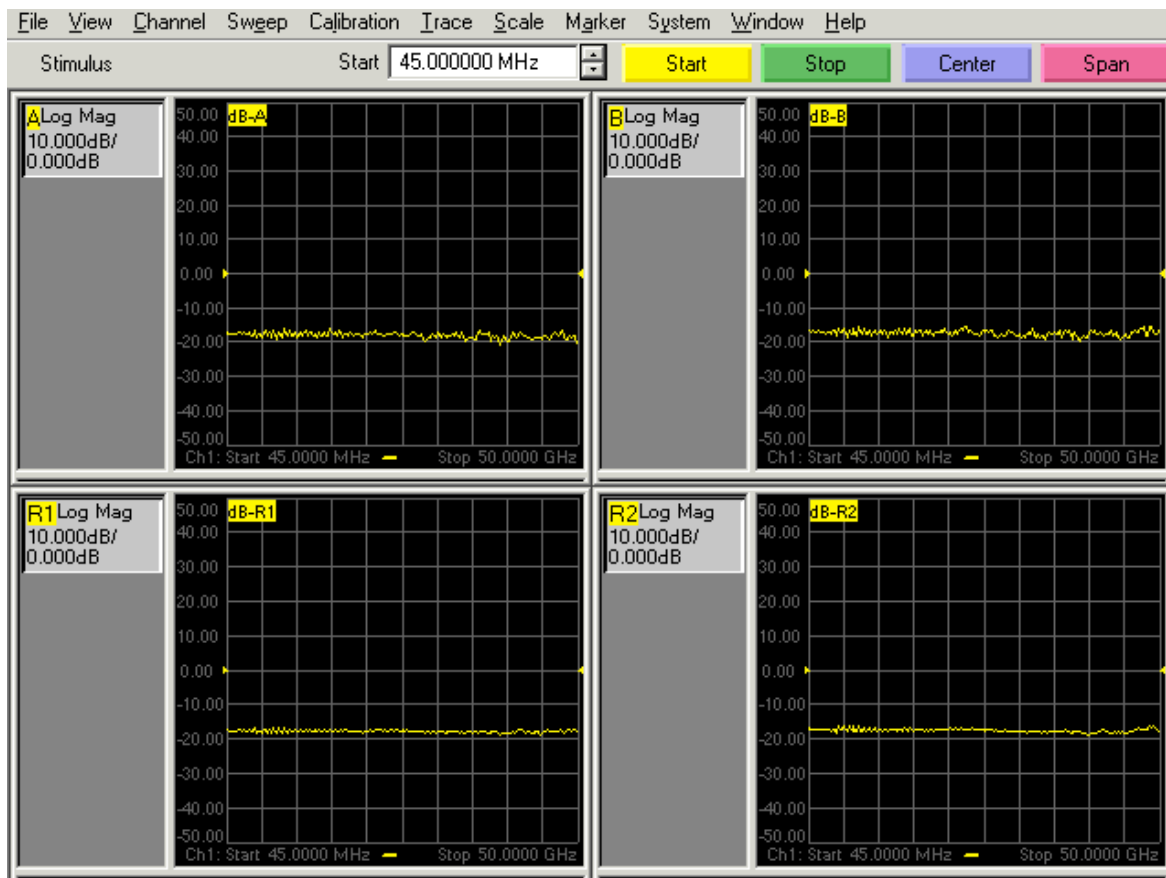 File View Channel Sweep Calibration Trace Scale Marker System Window Help
Stimulus Start 45.000000 MHz Start Stop Center Span
A Log Mag
10.000dB/
0.000dB
50.00 dB-A
40.00
30.00
20.00
10.00
0.00
-10.00
-20.00
-30.00
-40.00
-50.00
Ch1: Start 45.0000 MHz Stop 50.0000 GHz
B Log Mag
10.000dB/
0.000dB
50.00 dB-B
40.00
30.00
20.00
10.00
0.00
-10.00
-20.00
-30.00
-40.00
-50.00
Ch1: Start 45.0000 MHz Stop 50.0000 GHz
R1 Log Mag
10.000dB/
0.000dB
50.00 dB-R1
40.00
30.00
20.00
10.00
0.00
-10.00
-20.00
-30.00
-40.00
-50.00
Ch1: Start 45.0000 MHz Stop 50.0000 GHz
R2 Log Mag
10.000dB/
0.000dB
50.00 dB-R2
40.00
30.00
20.00
10.00
0.00
-10.00
-20.00
-30.00
-40.00
-50.00
Ch1: Start 45.0000 MHz Stop 50.0000 GHz